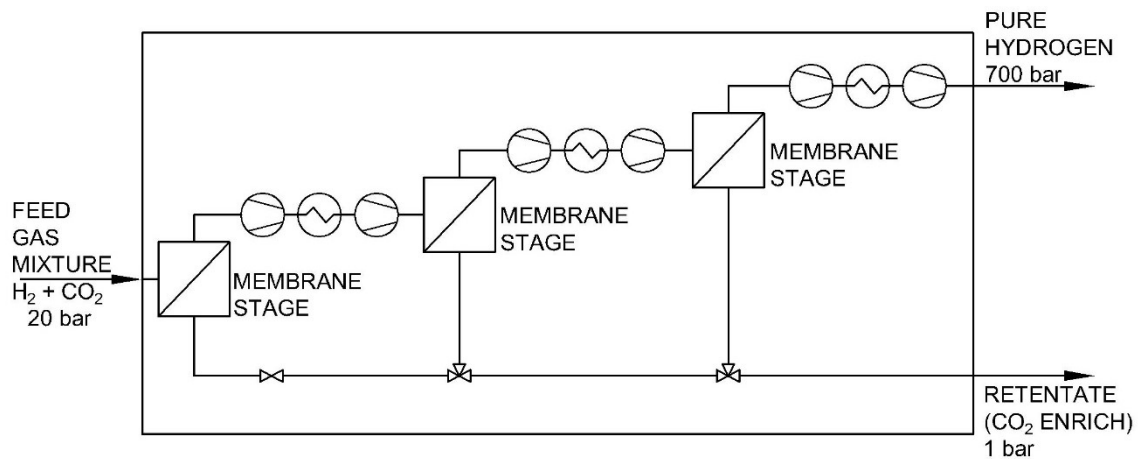 PURE
HYDROGEN
700 bar
MEMBRANE
STAGE
MEMBRANE
STAGE
FEED
GAS
MIXTURE
H₂ + CO₂
20 bar
MEMBRANE
STAGE
RETENTATE
(CO₂ ENRICH)
1 bar